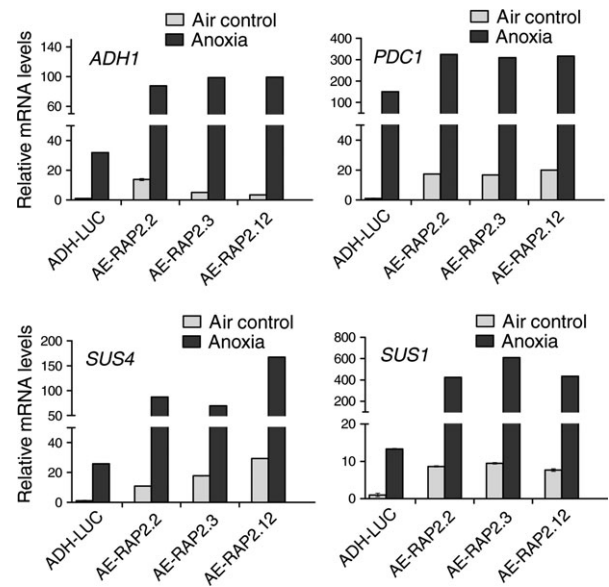 Air control
Anoxia
ADH1
Relative mRNA levels
150
100
60
40
20
0
ADH-LUC
AE-RAP2.2
AE-RAP2.3
AE-RAP2.12
Air control
Anoxia
PDC1
400
300
200
100
60
40
20
0
ADH-LUC
AE-RAP2.2
AE-RAP2.3
AE-RAP2.12
Air control
Anoxia
SUS4
Relative mRNA levels
200
150
100
50
60
40
20
0
ADH-LUC
AE-RAP2.2
AE-RAP2.3
AE-RAP2.12
Air control
Anoxia
SUS1
800
600
400
200
20
10
0
ADH-LUC
AE-RAP2.2
AE-RAP2.3
AE-RAP2.12